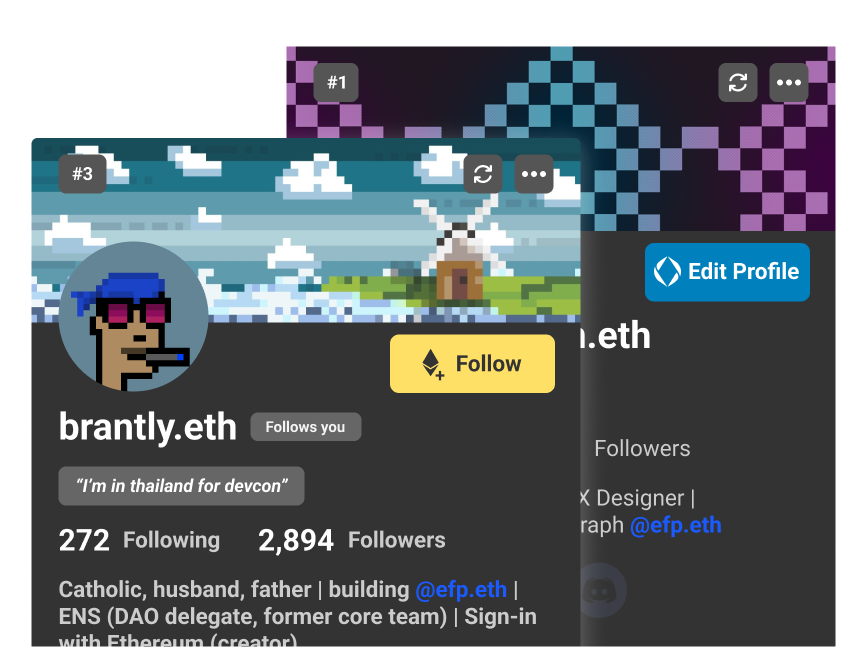 #1
#3
Edit Profile
.eth
Follow
brantly.eth
Follows you
“I’m in thailand for devcon”
272 Following 2,894 Followers
Followers
X Designer |
raph @efp.eth
Catholic, husband, father | building @efp.eth |
ENS (DAO delegate, former core team) | Sign-in
with Ethereum (creator)